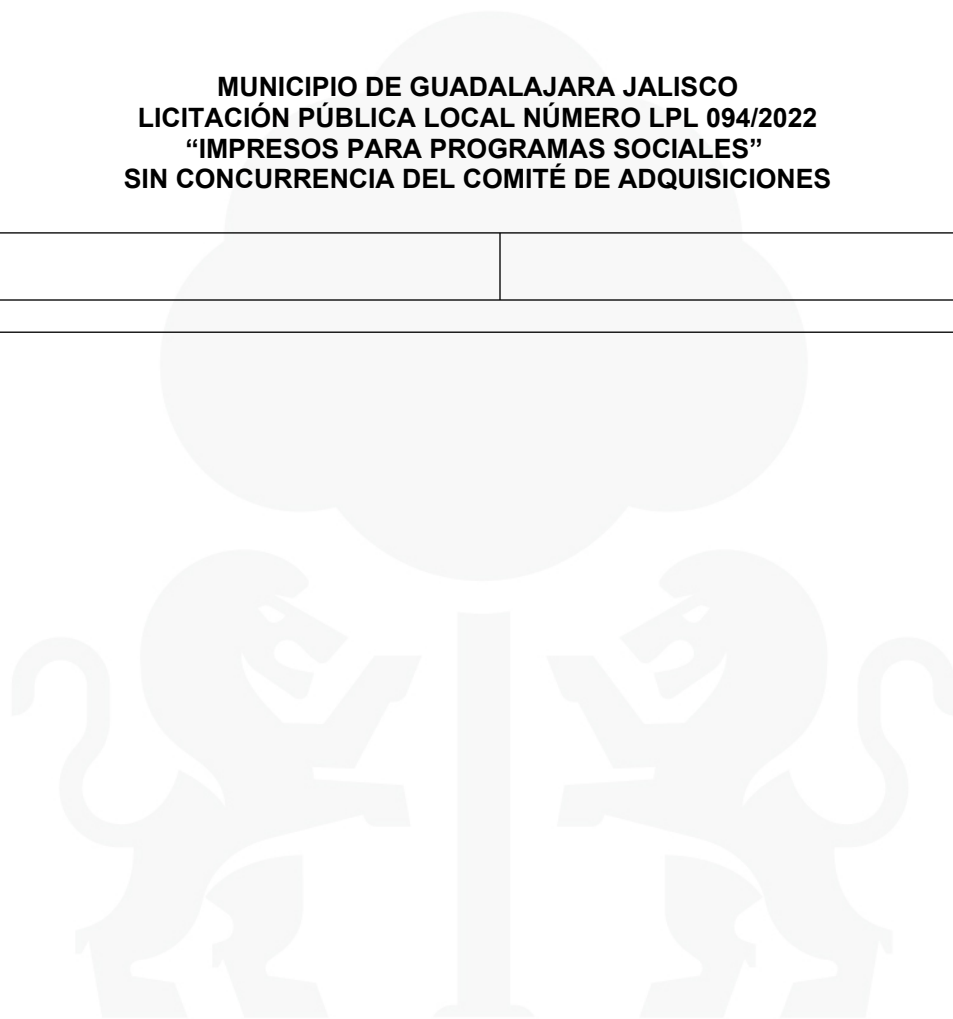 MUNICIPIO DE GUADALAJARA JALISCO
LICITACIÓN PÚBLICA LOCAL NÚMERO LPL 094/2022
“IMPRESOS PARA PROGRAMAS SOCIALES”
SIN CONCURRENCIA DEL COMITÉ DE ADQUISICIONES